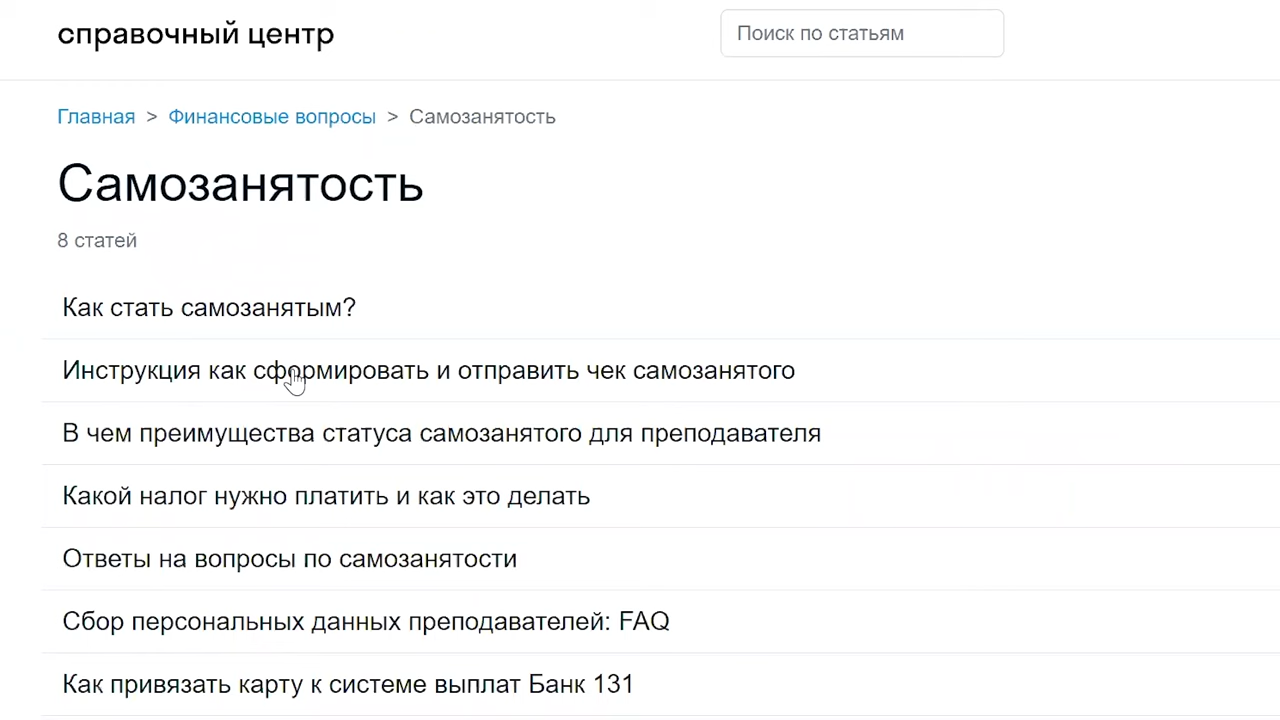 справочный центр
Поиск по статьям
Главная > Финансовые вопросы > Самозанятость
Самозанятость
8 статей
Как стать самозанятым?
Инструкция как сформировать и отправить чек самозанятого
В чем преимущества статуса самозанятого для преподавателя
Какой налог нужно платить и как это делать
Ответы на вопросы по самозанятости
Сбор персональных данных преподавателей: FAQ
Как привязать карту к системе выплат Банк 131